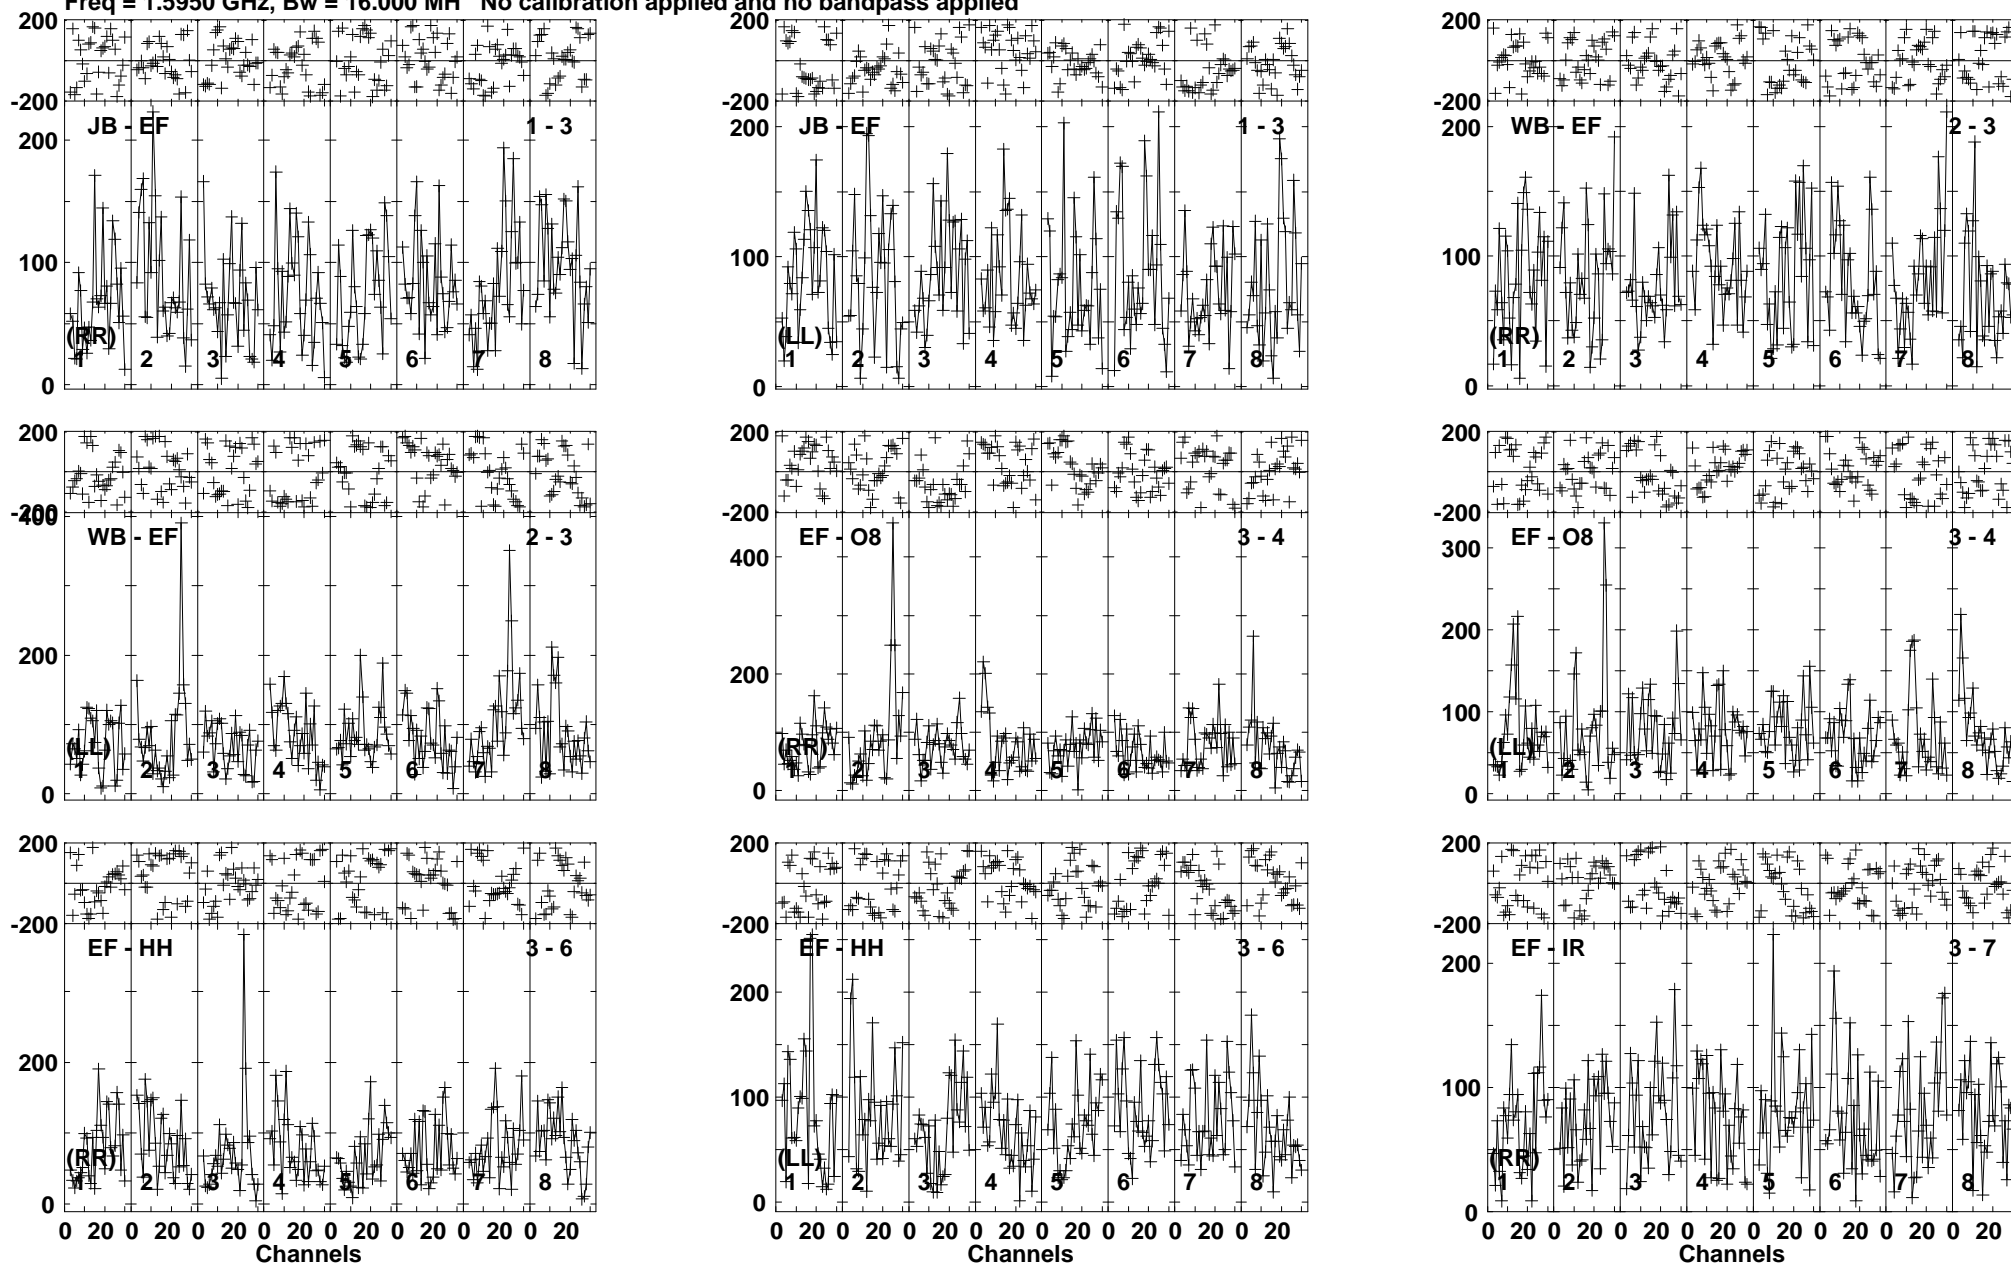 Freq = 1.5950 GHz, Bw = 16.000 MH No calibration applied and no bandpass applied
200 200 200
-200 -200 -200
JB - EF 1 - 3 JB - EF 1 - 3 WB - EF 2 - 3
200 200 200
100 100 100
(RR) (LL) (RR)
1 2 3 4 5 6 7 8 1 2 3 4 5 6 7 8 1 2 3 4 5 6 7 8
0 0 0
200 200 200
-200 -200 -200
400
WB - EF 2 - 3 EF - O8 3 - 4 EF - O8 3 - 4
400 300
200 200 200
100
(LL) (RR) (LL)
1 2 3 4 5 6 7 8 1 2 3 4 5 6 7 8 1 2 3 4 5 6 7 8
0 0 0
200 200 200
-200 -200 -200
EF - HH 3 - 6 EF - HH 3 - 6 EF - IR 3 - 7
200 200 200
100 100
(RR) (LL) (RR)
1 2 3 4 5 6 7 8 1 2 3 4 5 6 7 8 1 2 3 4 5 6 7 8
0 0 0
0 20 0 20 0 20 0 20 0 20 0 20 0 20 0 20 0 20 0 20 0 20 0 20 0 20 0 20 0 20 0 20 0 20 0 20 0 20 0 20 0 20 0 20 0 20 0 20
Channels Channels Channels